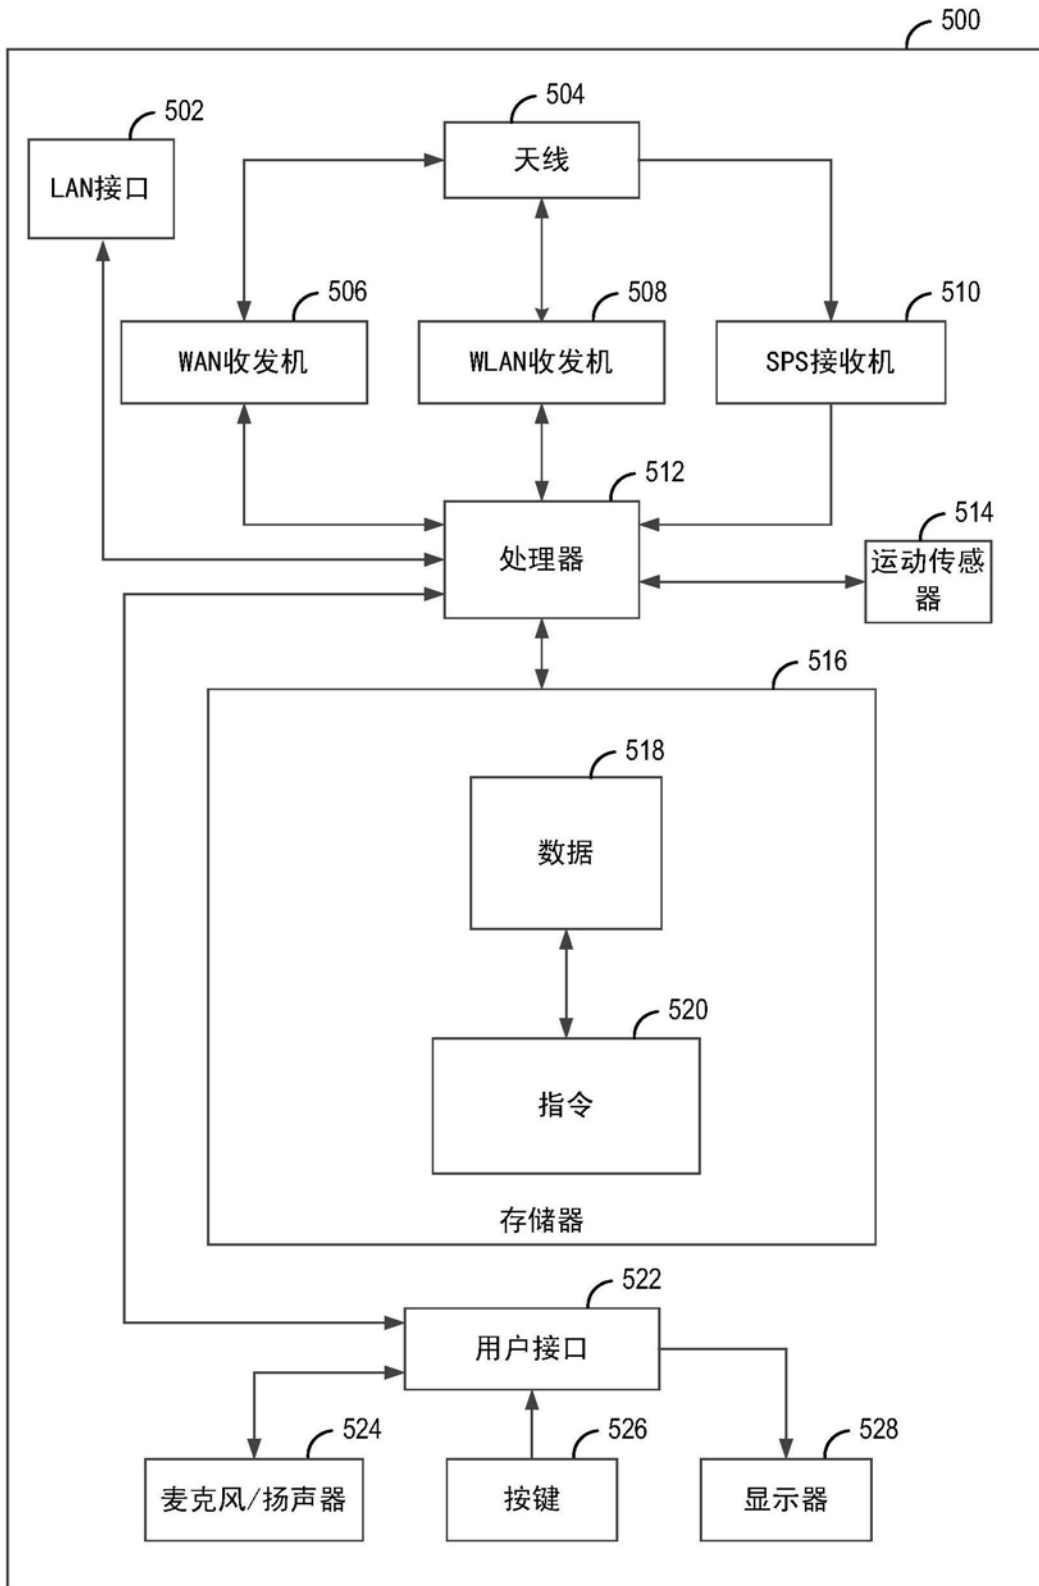 500
502
504
LAN接口
天线
506
508
510
WAN收发机
WLAN收发机
SPS接收机
512
514
处理器
运动传感
器
516
518
数据
520
指令
存储器
522
用户接口
524
526
528
麦克风/扬声器
按键
显示器